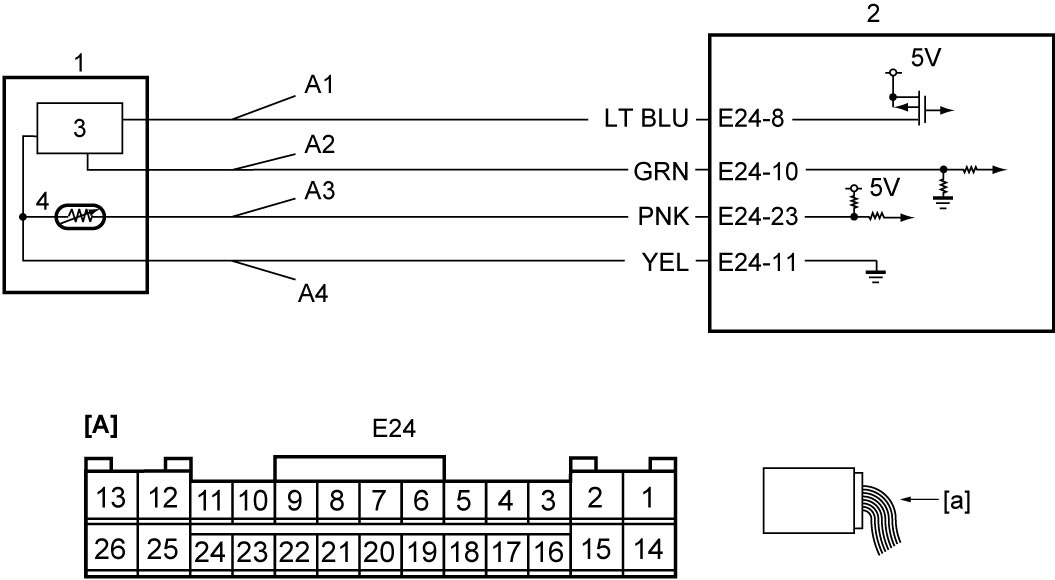 1
2
5V
A1
3
LT BLU
E24-8
A2
GRN
E24-10
A3
4
5V
PNK
E24-23
YEL
E24-11
A4
[A]
E24
13 12 11 10 9 8 7 6 5 4 3 2 1
26 25 24 23 22 21 20 19 18 17 16 15 14
[a]